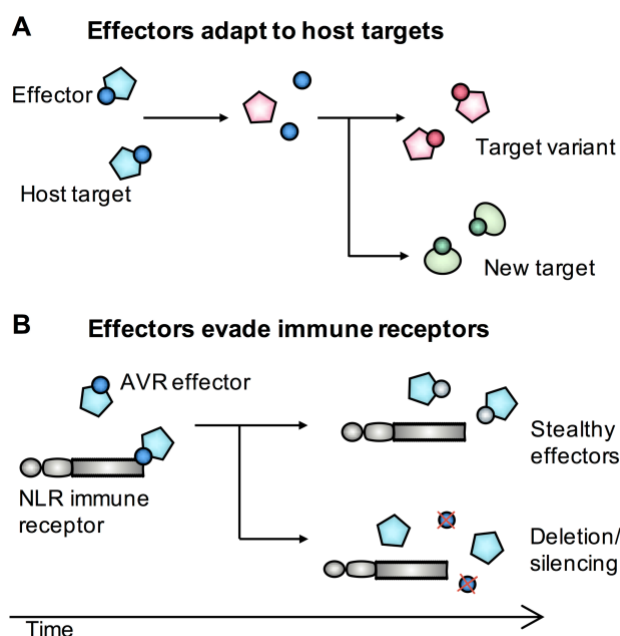 A Effectors adapt to host targets
Effector
Host target
Target variant
New target
B Effectors evade immune receptors
AVR effector
NLR immune
receptor
Stealthy
effectors
Deletion/
silencing
Time